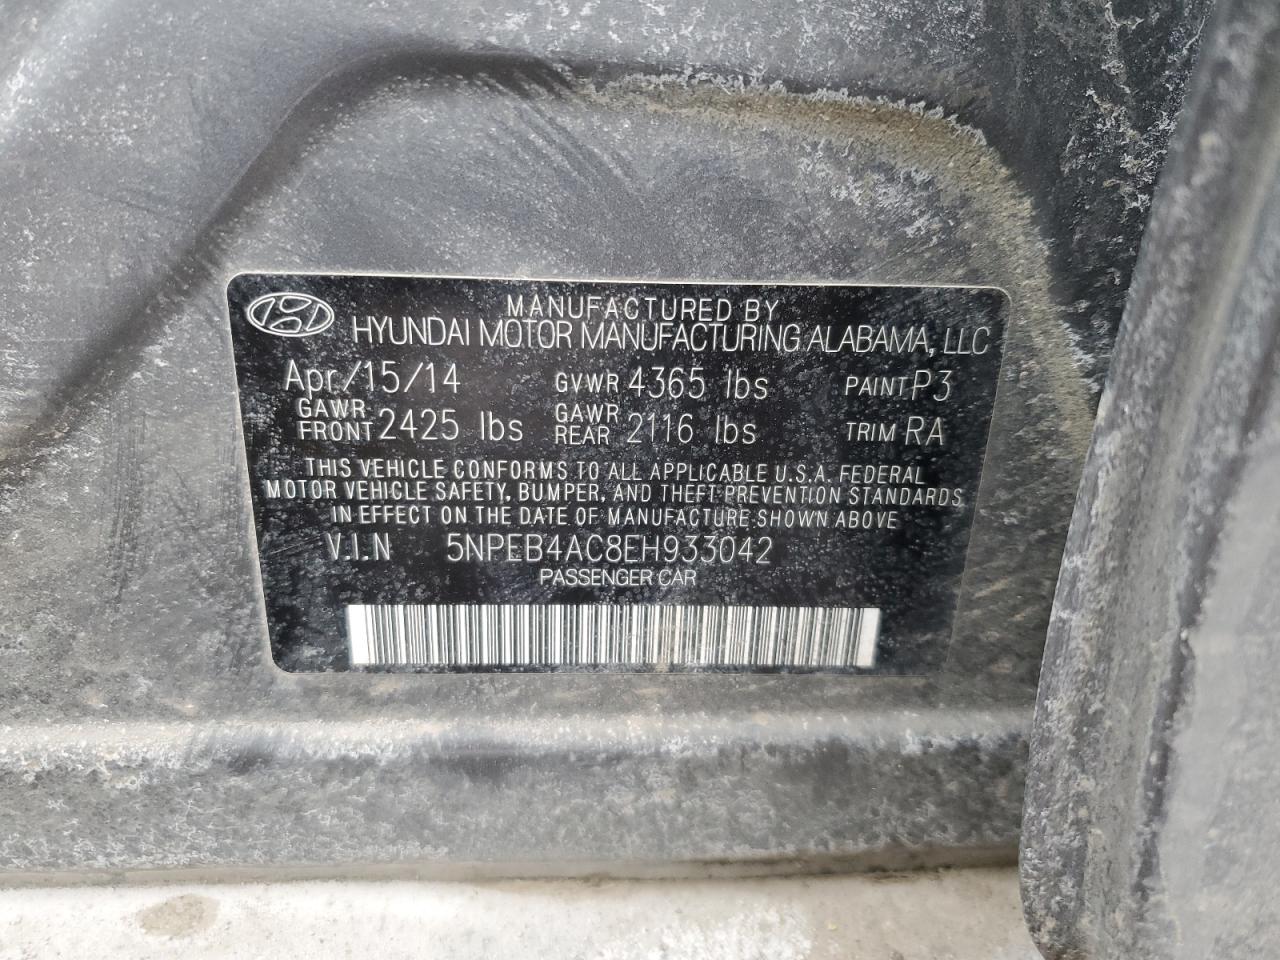 MANUFACTURED BY
HYUNDAI MOTOR MANUFACTURING ALABAMA, LLC
Apr/15/14 GVWR 4365 lbs PAINT P3
GAWR FRONT 2425 lbs GAWR REAR 2116 lbs TRIM RA
THIS VEHICLE CONFORMS TO ALL APPLICABLE U.S.A. FEDERAL
MOTOR VEHICLE SAFETY, BUMPER, AND THEFT PREVENTION STANDARDS
IN EFFECT ON THE DATE OF MANUFACTURE SHOWN ABOVE
V.I.N 5NPEB4AC8EH933042
PASSENGER CAR